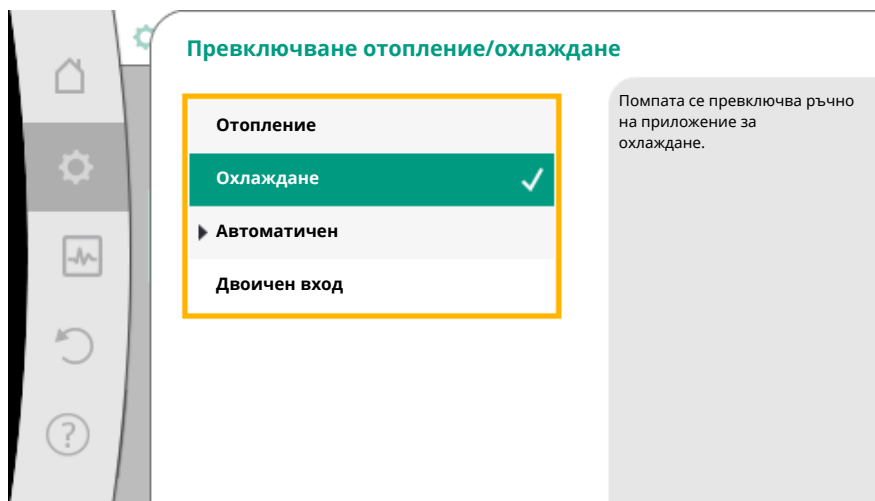 Превключване отопление/охлаждане
Отопление
Охлаждане
Автоматичен
Двоичен вход
Помпата се превключва ръчно
на приложение за
охлаждане.